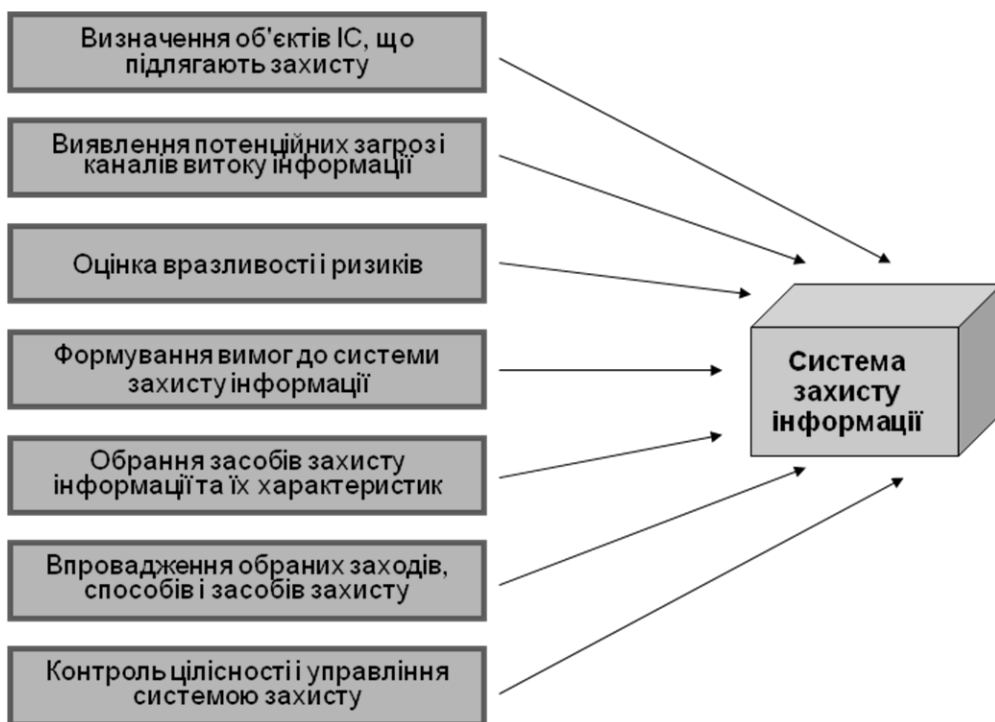 Визначення об'єктів ІС, що
підлягають захисту
Виявлення потенційних загроз і
каналів витоку інформації
Оцінка вразливості і ризиків
Формування вимог до системи
захисту інформації
Обрання засобів захисту
інформації та їх характеристик
Впровадження обраних заходів,
способів і засобів захисту
Контроль цілісності і управління
системою захисту
Система
захисту
інформації